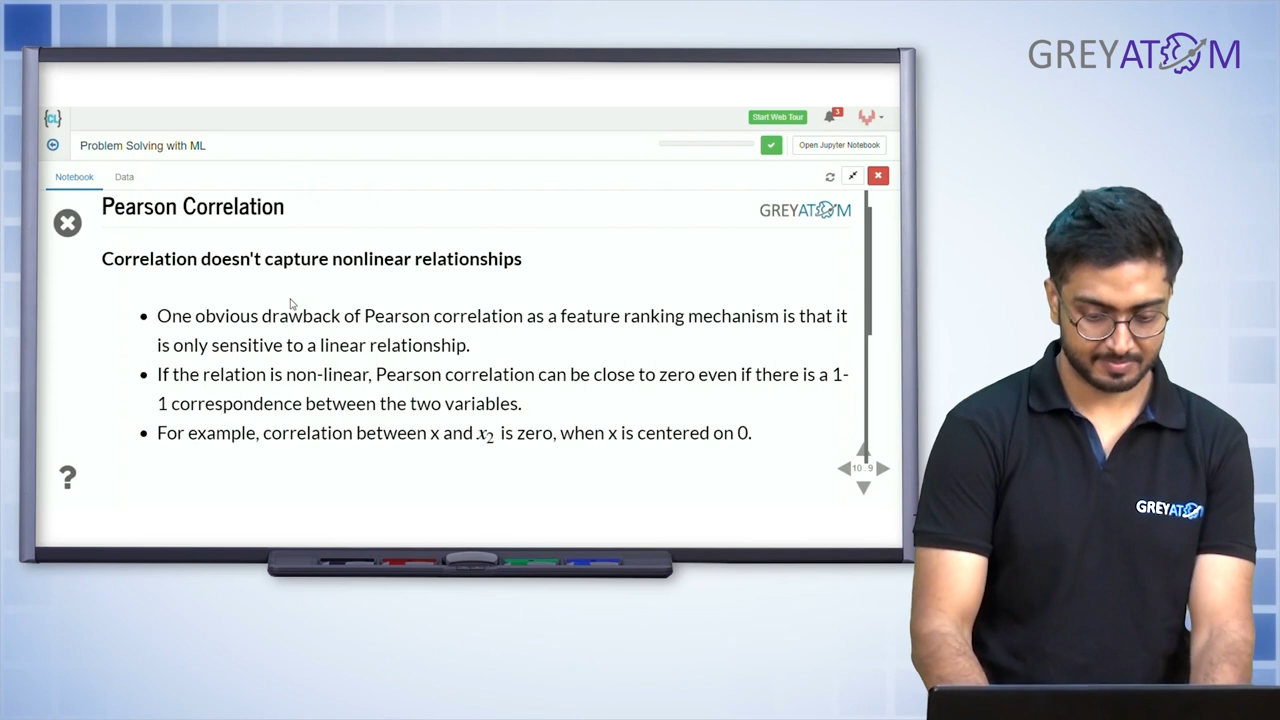 GREYATOM
{CL}
Start Web Tour
3
Problem Solving with ML
Open Jupyter Notebook
Notebook
Data
Pearson Correlation
GREYATOM
Correlation doesn't capture nonlinear relationships
• One obvious drawback of Pearson correlation as a feature ranking mechanism is that it
is only sensitive to a linear relationship.
• If the relation is non-linear, Pearson correlation can be close to zero even if there is a 1-
1 correspondence between the two variables.
• For example, correlation between x and x₂ is zero, when x is centered on 0.
?
10.9
GREYATOM